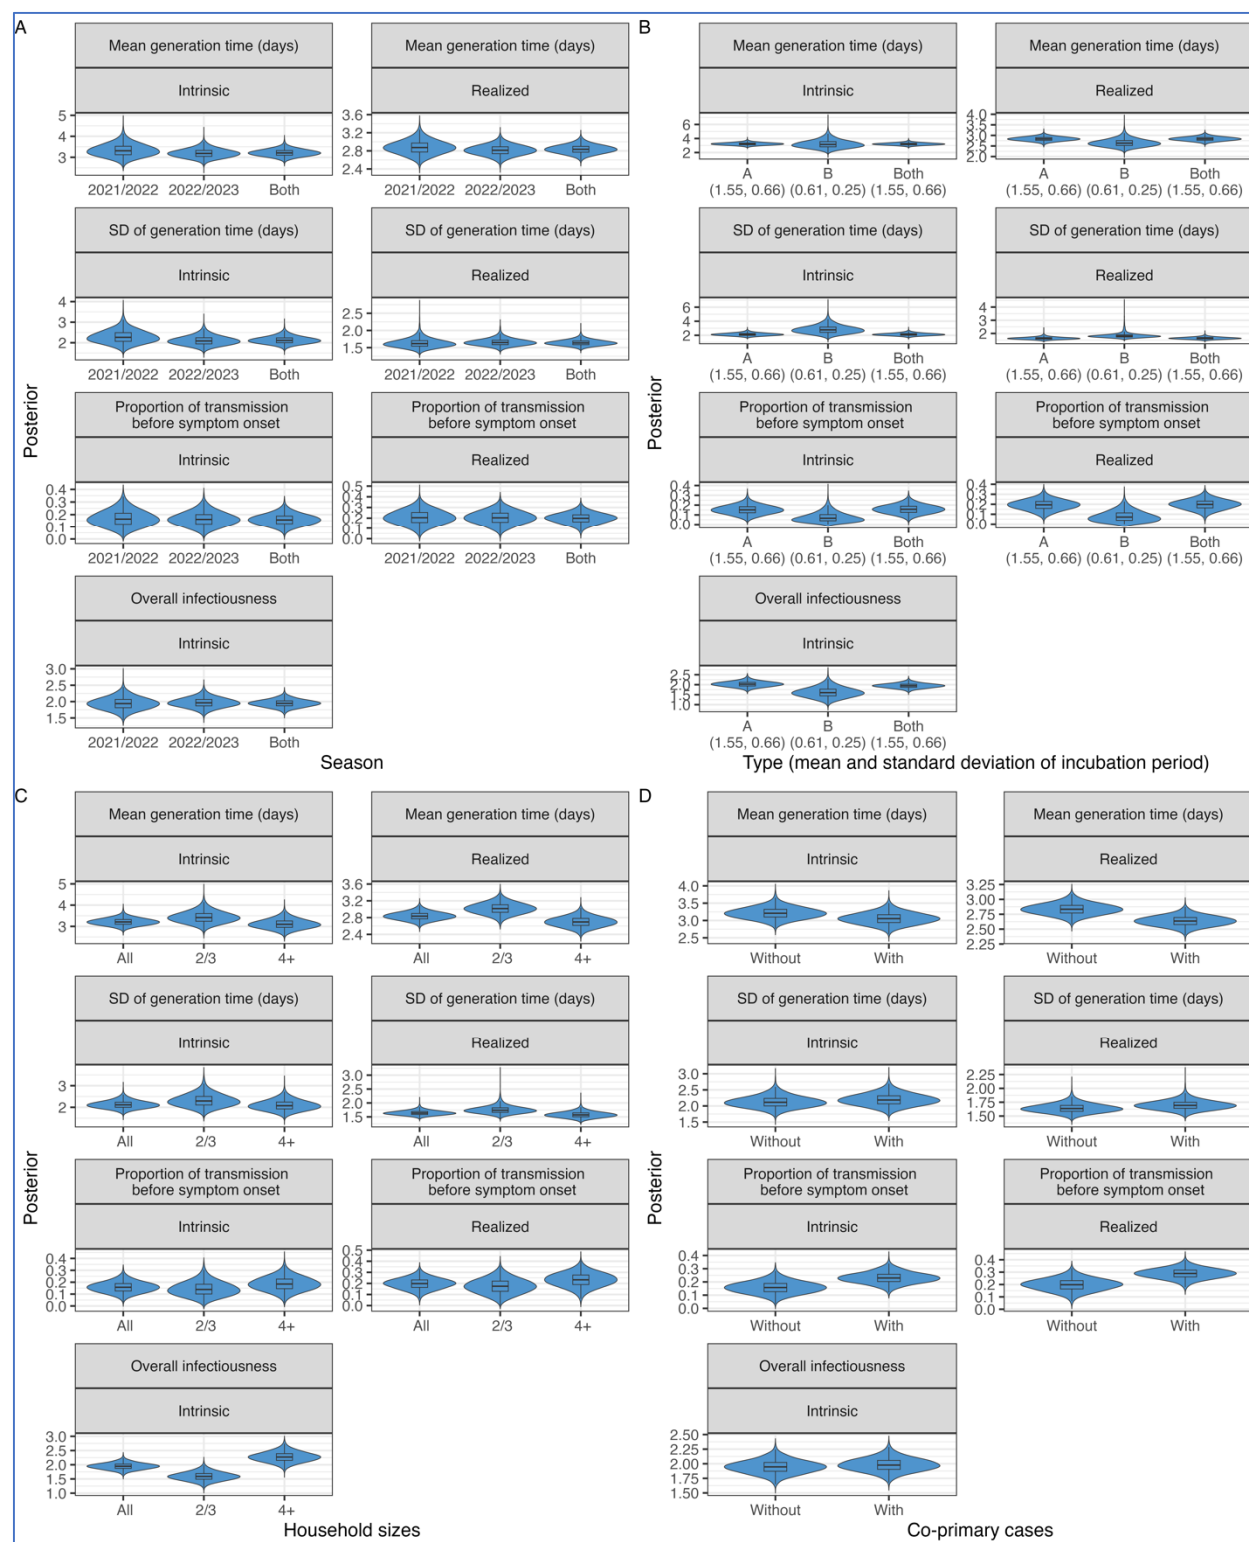 A
Mean generation time (days)
Mean generation time (days)
Intrinsic
Realized
5
4
3
3.6
3.2
2.8
2.4
2021/2022 2022/2023 Both
2021/2022 2022/2023 Both
SD of generation time (days)
SD of generation time (days)
Intrinsic
Realized
4
3
2
2.5
2.0
1.5
2021/2022 2022/2023 Both
2021/2022 2022/2023 Both
Proportion of transmission
before symptom onset
Proportion of transmission
before symptom onset
Intrinsic
Realized
0.4
0.3
0.2
0.1
0.0
0.5
0.4
0.3
0.2
0.1
0.0
2021/2022 2022/2023 Both
2021/2022 2022/2023 Both
Overall infectiousness
Intrinsic
3.0
2.5
2.0
1.5
2021/2022 2022/2023 Both
Posterior
Season
B
Mean generation time (days)
Mean generation time (days)
Intrinsic
Realized
6
4
2
4.0
3.5
3.0
2.5
2.0
A B Both
(1.55, 0.66) (0.61, 0.25) (1.55, 0.66)
A B Both
(1.55, 0.66) (0.61, 0.25) (1.55, 0.66)
SD of generation time (days)
SD of generation time (days)
Intrinsic
Realized
6
4
2
4
3
2
A B Both
(1.55, 0.66) (0.61, 0.25) (1.55, 0.66)
A B Both
(1.55, 0.66) (0.61, 0.25) (1.55, 0.66)
Proportion of transmission
before symptom onset
Proportion of transmission
before symptom onset
Intrinsic
Realized
0.4
0.3
0.2
0.1
0.0
0.4
0.3
0.2
0.1
0.0
A B Both
(1.55, 0.66) (0.61, 0.25) (1.55, 0.66)
A B Both
(1.55, 0.66) (0.61, 0.25) (1.55, 0.66)
Overall infectiousness
Intrinsic
2.5
2.0
1.5
1.0
A B Both
(1.55, 0.66) (0.61, 0.25) (1.55, 0.66)
Posterior
Type (mean and standard deviation of incubation period)
C
Mean generation time (days)
Mean generation time (days)
Intrinsic
Realized
5
4
3
3.6
3.2
2.8
2.4
All 2/3 4+
All 2/3 4+
SD of generation time (days)
SD of generation time (days)
Intrinsic
Realized
3
2
3.0
2.5
2.0
1.5
All 2/3 4+
All 2/3 4+
Proportion of transmission
before symptom onset
Proportion of transmission
before symptom onset
Intrinsic
Realized
0.4
0.3
0.2
0.1
0.0
0.5
0.4
0.3
0.2
0.1
0.0
All 2/3 4+
All 2/3 4+
Overall infectiousness
Intrinsic
3.0
2.5
2.0
1.5
1.0
All 2/3 4+
Posterior
Household sizes
D
Mean generation time (days)
Mean generation time (days)
Intrinsic
Realized
4.0
3.5
3.0
2.5
3.25
3.00
2.75
2.50
2.25
Without With
Without With
SD of generation time (days)
SD of generation time (days)
Intrinsic
Realized
3.0
2.5
2.0
1.5
2.25
2.00
1.75
1.50
Without With
Without With
Proportion of transmission
before symptom onset
Proportion of transmission
before symptom onset
Intrinsic
Realized
0.4
0.3
0.2
0.1
0.0
0.4
0.3
0.2
0.1
0.0
Without With
Without With
Overall infectiousness
Intrinsic
2.50
2.25
2.00
1.75
1.50
Without With
Posterior
Co-primary cases